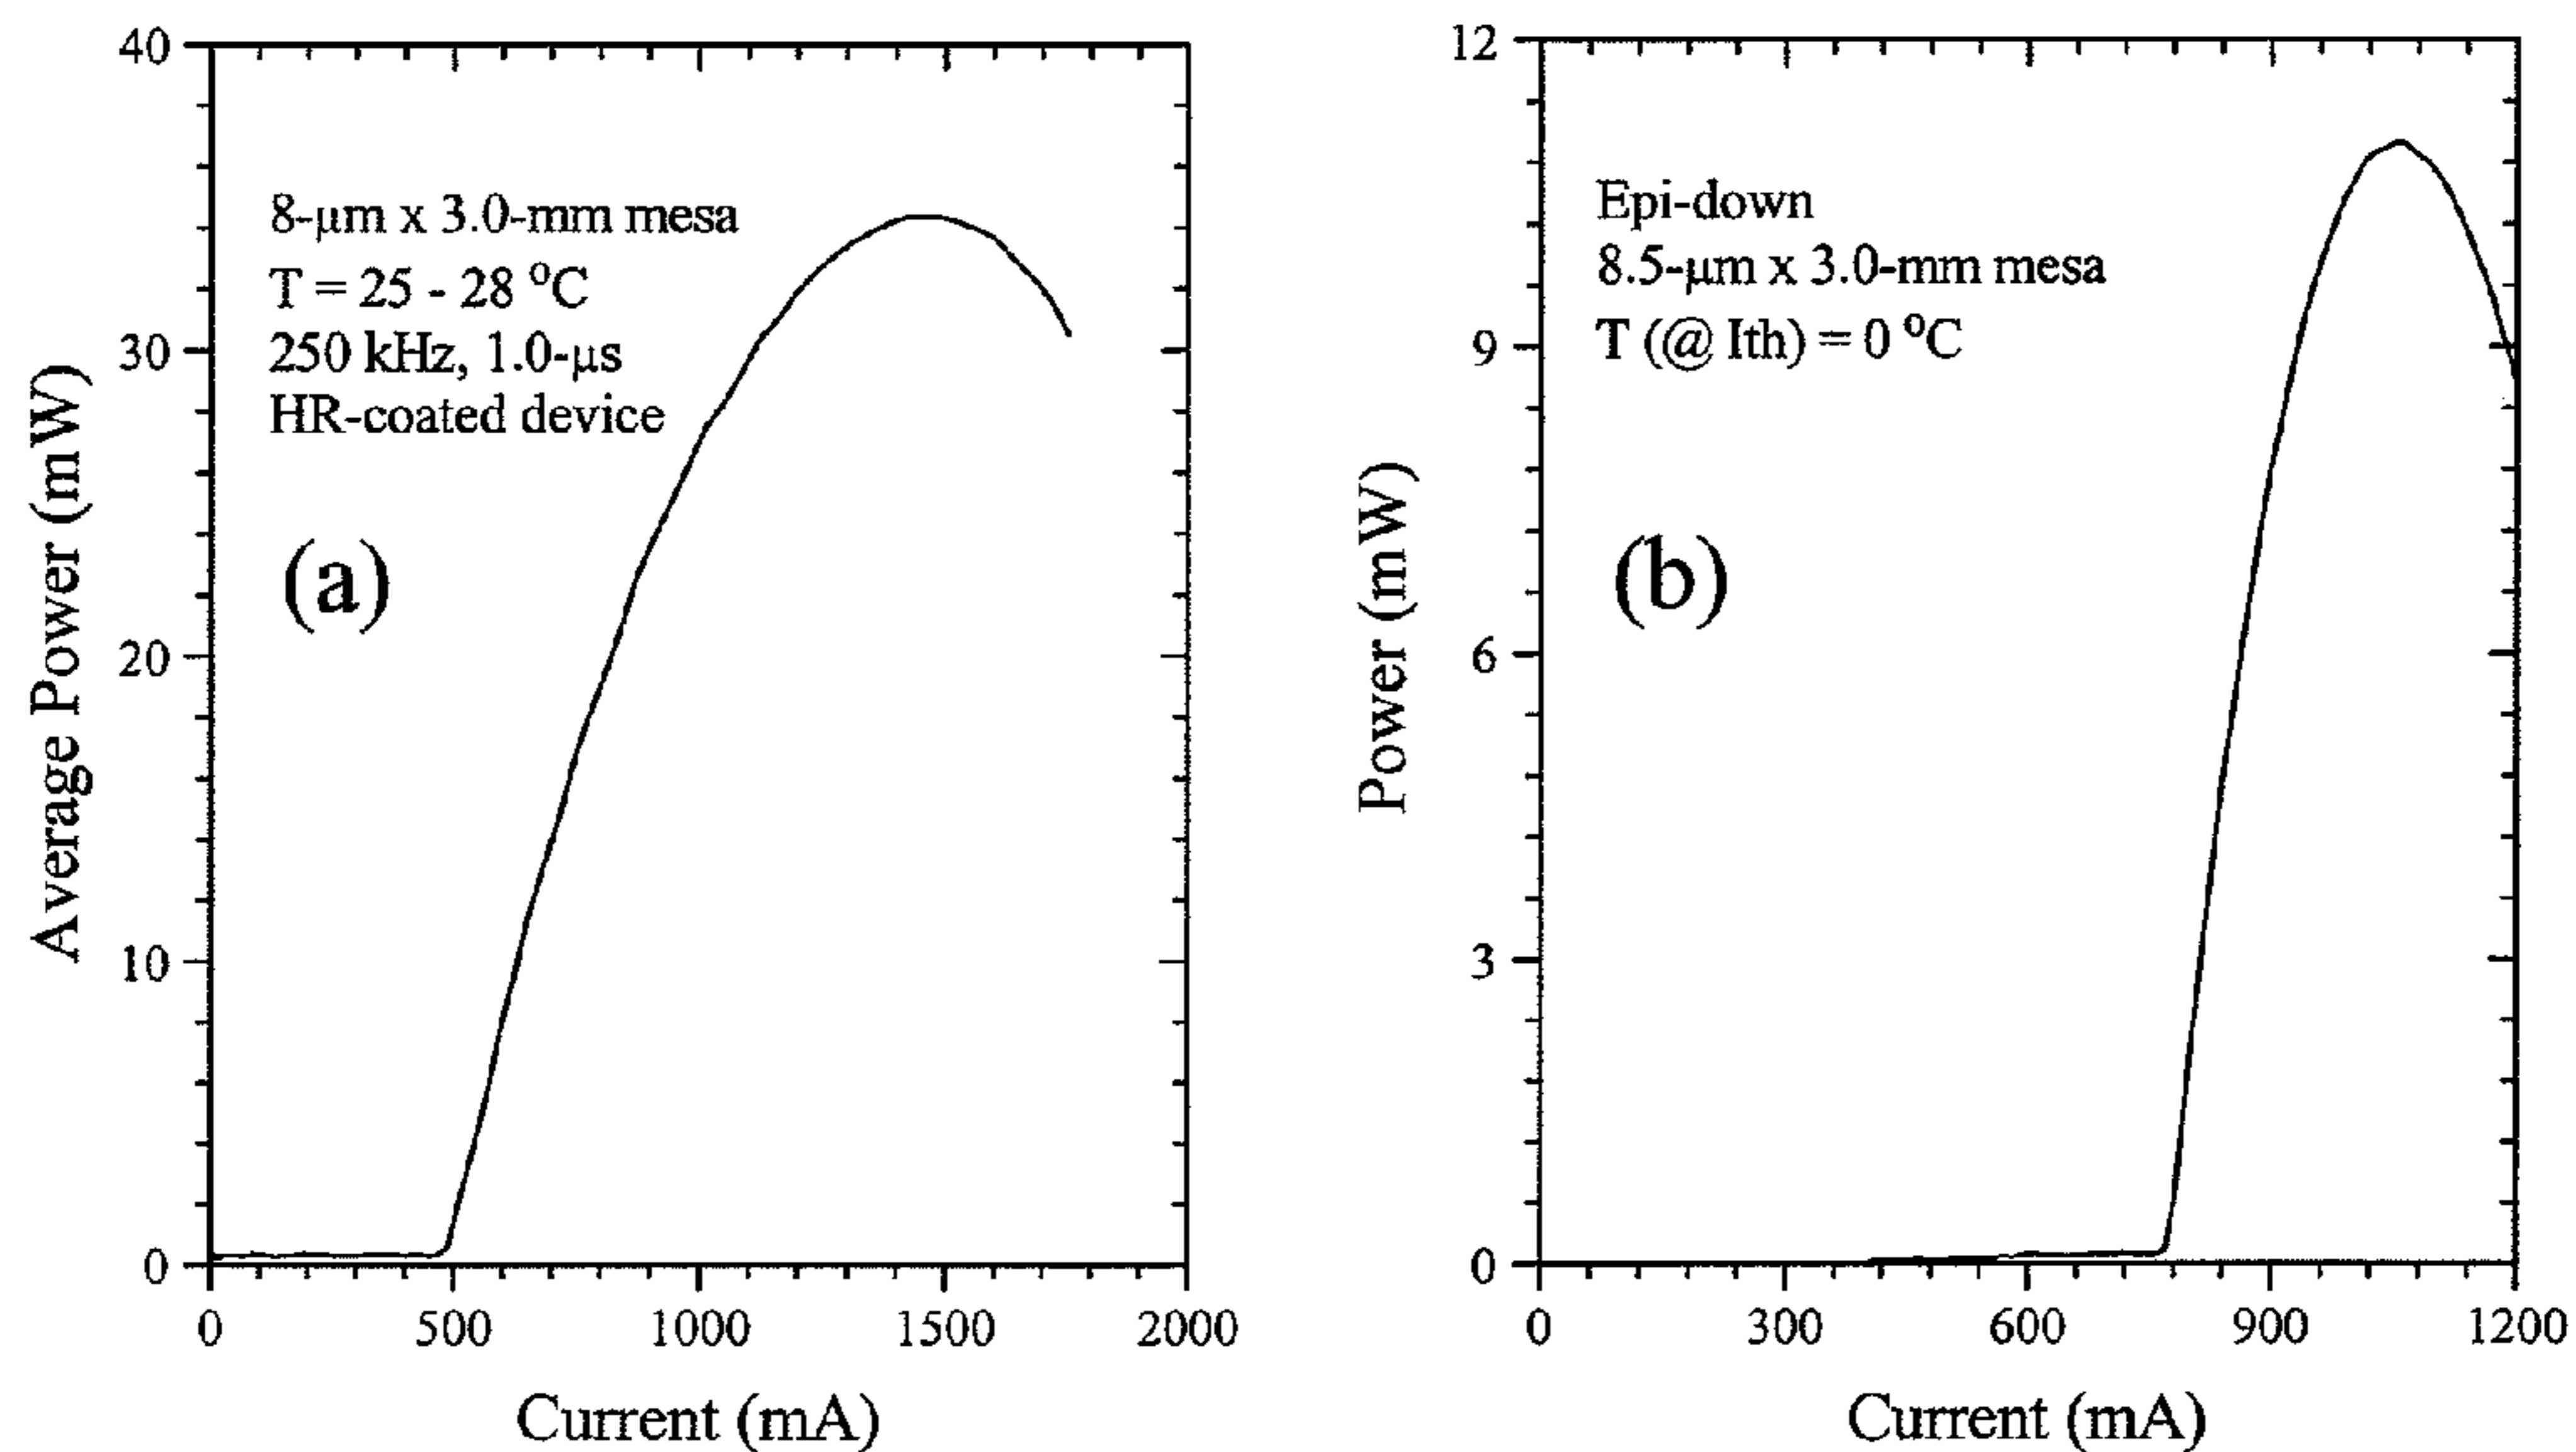 40
30
20
10
0
Average Power (mW)
8-μm x 3.0-mm mesa
T = 25 - 28 °C
250 kHz, 1.0-μs
HR-coated device
(a)
0 500 1000 1500 2000
Current (mA)
12
9
6
3
0
Power (mW)
Epi-down
8.5-μm x 3.0-mm mesa
T (@ Ith) = 0 °C
(b)
0 300 600 900 1200
Current (mA)